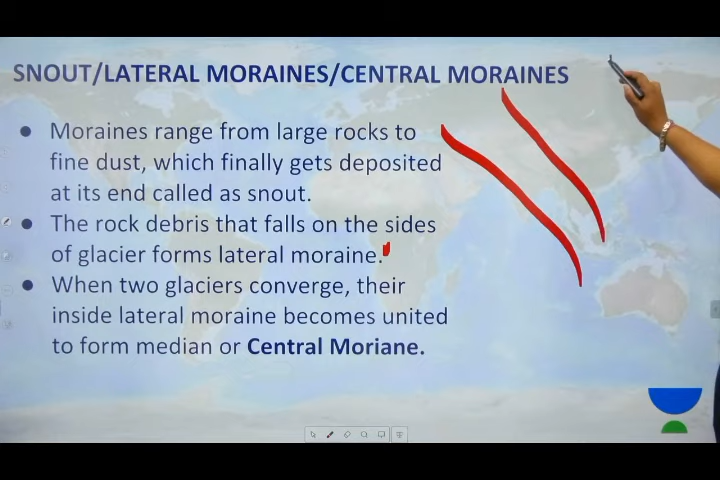 SNOUT/LATERAL MORAINES/CENTRAL MORAINES
● Moraines range from large rocks to
fine dust, which finally gets deposited
at its end called as snout.
● The rock debris that falls on the sides
of glacier forms lateral moraine.
● When two glaciers converge, their
inside lateral moraine becomes united
to form median or Central Moriane.